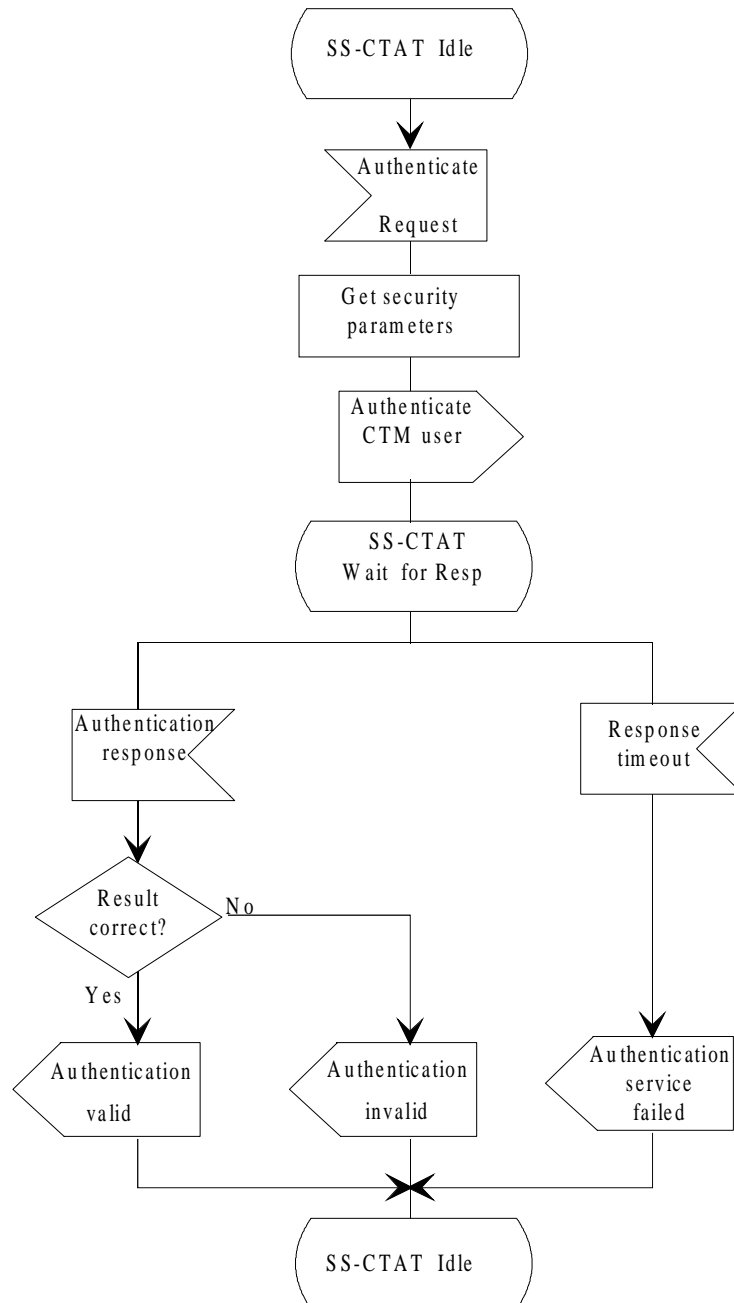 SS-CTAT Idle
Authenticate
Request
Get security
parameters
Authenticate
CTM user
SS-CTAT
Wait for Resp
Authentication
response
Response
timeout
Result
correct?
No
Yes
Authentication
valid
Authentication
invalid
Authentication
service
failed
SS-CTAT Idle